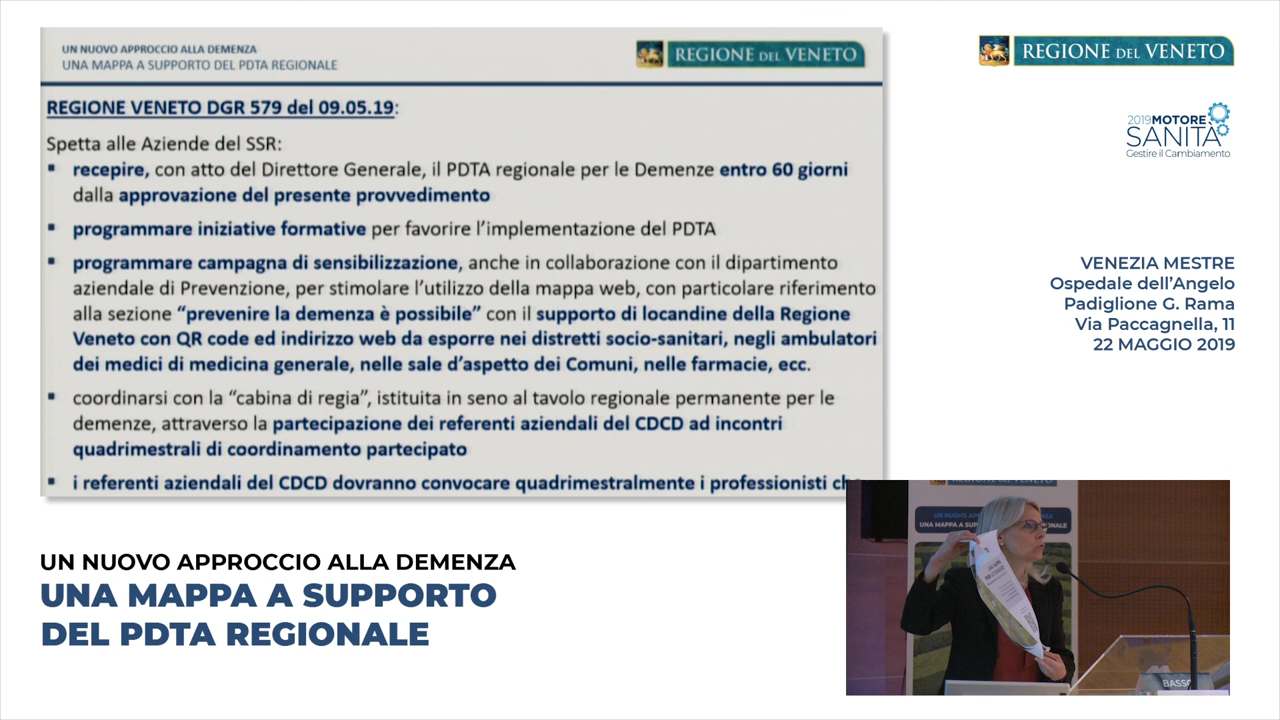 UN NUOVO APPROCCIO ALLA DEMENZA
UNA MAPPA A SUPPORTO DEL PDTA REGIONALE
REGIONE DEL VENETO
REGIONE VENETO DGR 579 del 09.05.19:
Spetta alle Aziende del SSR:
▪ recepire, con atto del Direttore Generale, il PDTA regionale per le Demenze entro 60 giorni
dalla approvazione del presente provvedimento
▪ programmare iniziative formative per favorire l'implementazione del PDTA
▪ programmare campagna di sensibilizzazione, anche in collaborazione con il dipartimento
aziendale di Prevenzione, per stimolare l'utilizzo della mappa web, con particolare riferimento
alla sezione "prevenire la demenza è possibile" con il supporto di locandine della Regione
Veneto con QR code ed indirizzo web da esporre nei distretti socio-sanitari, negli ambulatori
dei medici di medicina generale, nelle sale d'aspetto dei Comuni, nelle farmacie, ecc.
▪ coordinarsi con la "cabina di regia", istituita in seno al tavolo regionale permanente per le
demenze, attraverso la partecipazione dei referenti aziendali del CDCD ad incontri
quadrimestrali di coordinamento partecipato
▪ i referenti aziendali del CDCD dovranno convocare quadrimestralmente i professionisti
REGIONE DEL VENETO
2019MOTORE
SANITÀ
Gestire il Cambiamento
VENEZIA MESTRE
Ospedale dell'Angelo
Padiglione G. Rama
Via Paccagnella, 11
22 MAGGIO 2019
UN NUOVO APPROCCIO ALLA DEMENZA
UNA MAPPA A SUPPORTO
DEL PDTA REGIONALE